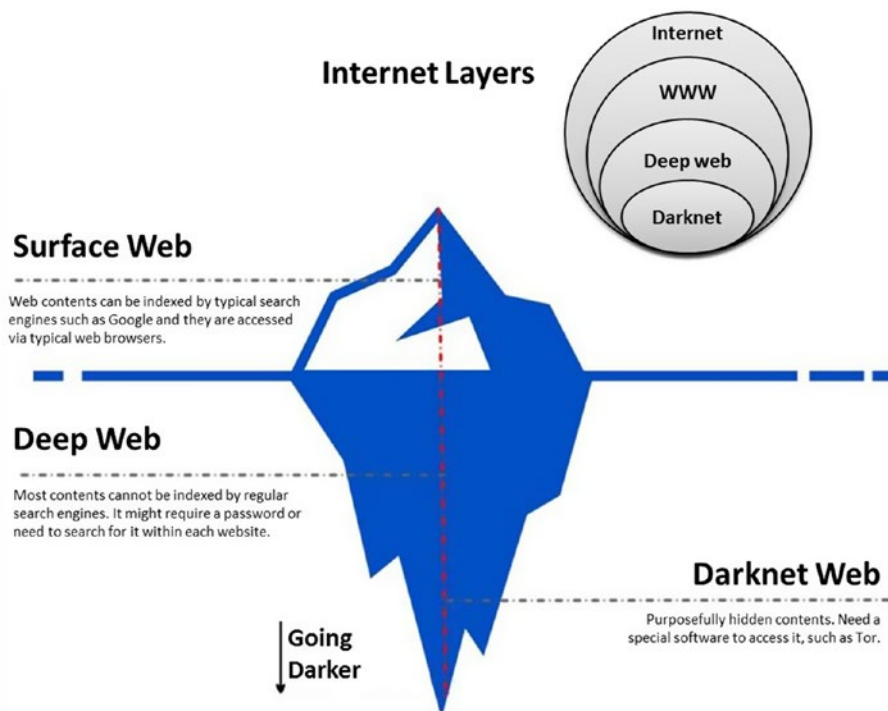 Internet Layers
Internet
WWW
Deep web
Darknet
Surface Web
Web contents can be indexed by typical search
engines such as Google and they are accessed
via typical web browsers.
Deep Web
Most contents cannot be indexed by regular
search engines. It might require a password or
need to search for it within each website.
Darknet Web
Purposefully hidden contents. Need a
special software to access it, such as Tor.
Going
Darker